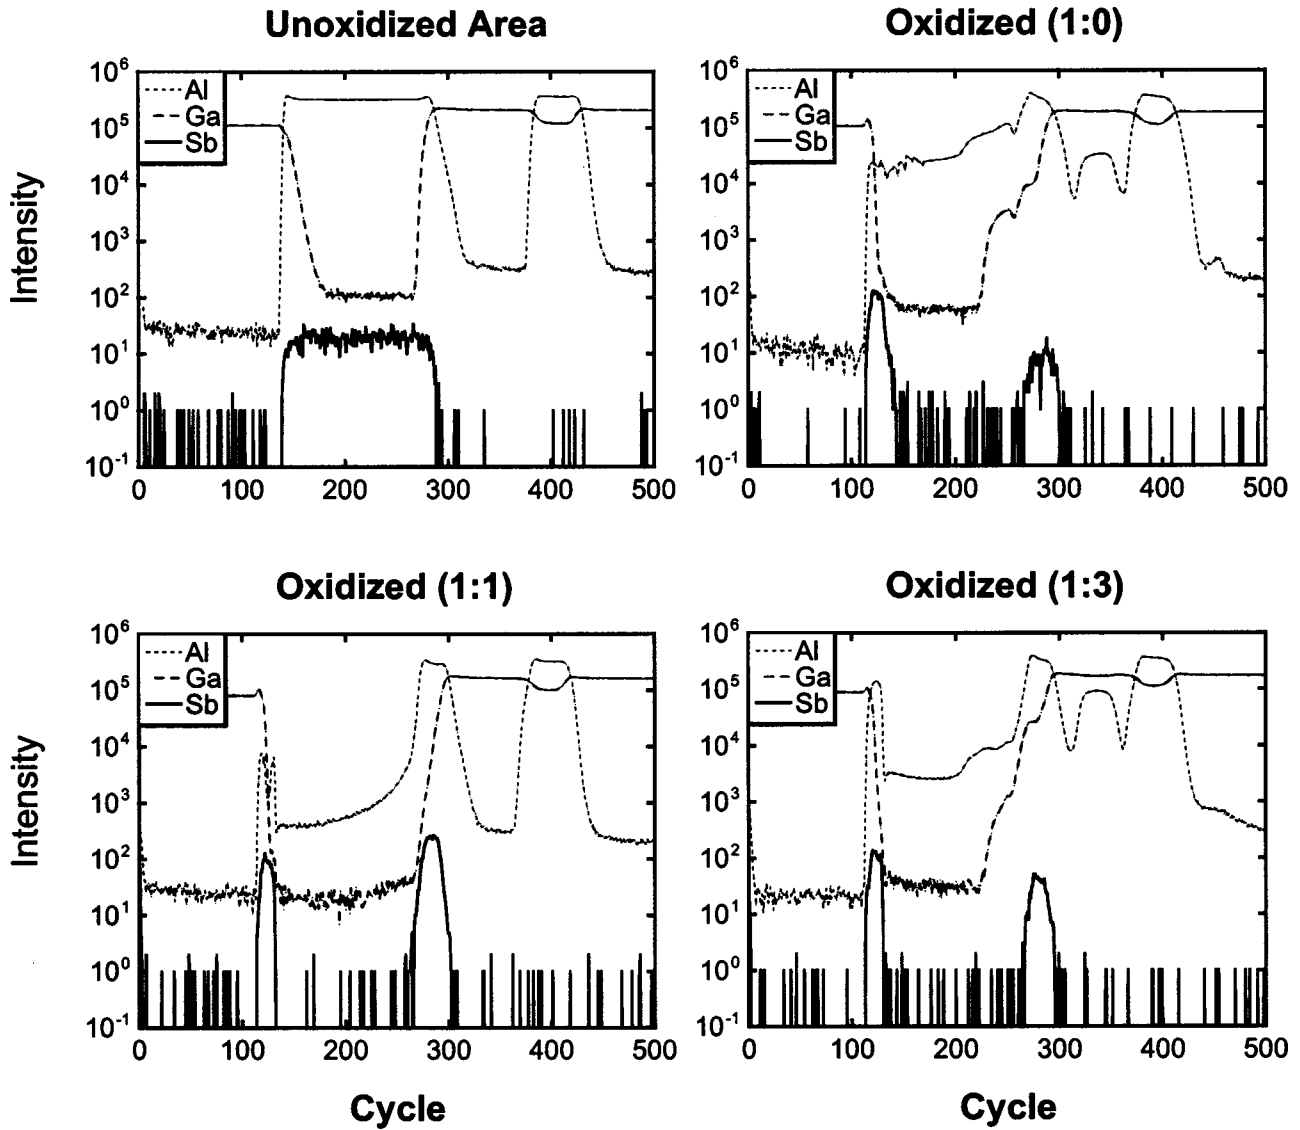 Unoxidized Area
Oxidized (1:0)
Intensity
10^6
10^5
10^4
10^3
10^2
10^1
10^0
10^-1
Al
Ga
Sb
0 100 200 300 400 500
10^6
10^5
10^4
10^3
10^2
10^1
10^0
10^-1
Al
Ga
Sb
0 100 200 300 400 500
Oxidized (1:1)
Oxidized (1:3)
Intensity
10^6
10^5
10^4
10^3
10^2
10^1
10^0
10^-1
Al
Ga
Sb
0 100 200 300 400 500
Cycle
10^6
10^5
10^4
10^3
10^2
10^1
10^0
10^-1
Al
Ga
Sb
0 100 200 300 400 500
Cycle